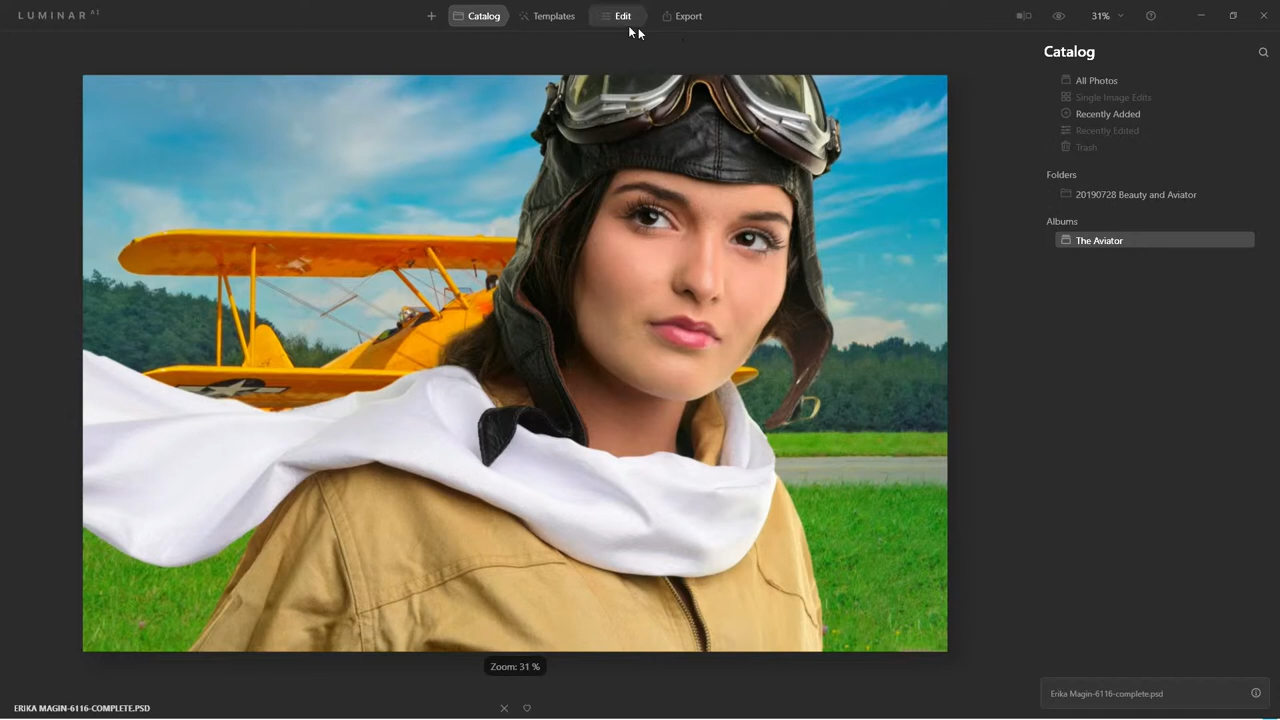 LUMINAR AI
Catalog
Templates
Edit
Export
31%
Catalog
All Photos
Single Image Edits
Recently Added
Recently Edited
Trash
Folders
20190728 Beauty and Aviator
Albums
The Aviator
Zoom: 31 %
Erika Magin-6116-complete.psd
ERIKA MAGIN-6116-COMPLETE.PSD